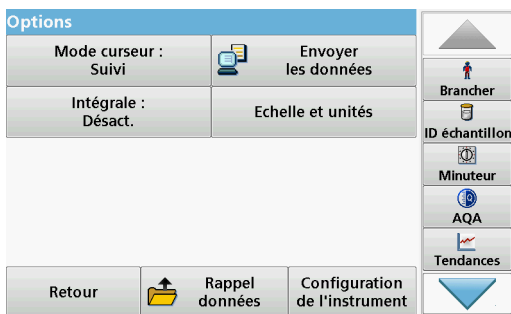 Options
Mode curseur :
Suivi
Envoyer
les données
Intégrale :
Désact.
Echelle et unités
Retour
Rappel
données
Configuration
de l'instrument
Brancher
ID échantillon
Minuteur
AQA
Tendances